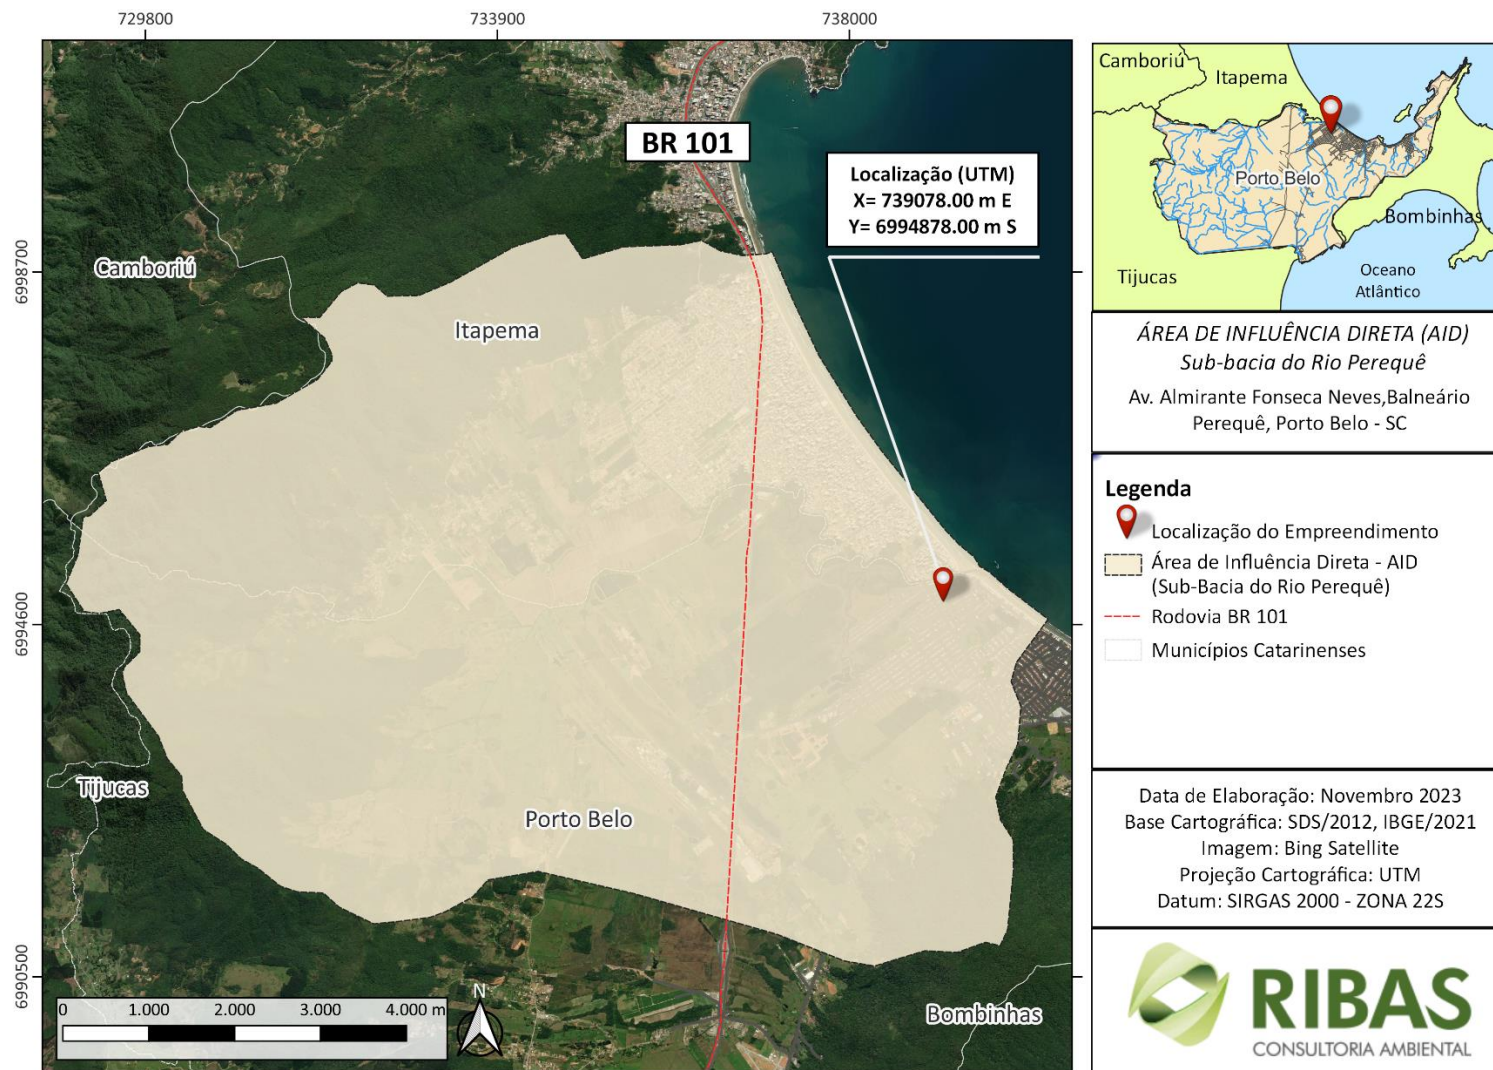 729800
733900
738000
6998700
6994600
6990500
BR 101
Localização (UTM)
X= 739078.00 m E
Y= 6994878.00 m S
Camboriú
Itapema
Tijucas
Porto Belo
Bombinhas
0 1.000 2.000 3.000 4.000 m
N
Camboriú
Itapema
Porto Belo
Bombinhas
Tijucas
Oceano
Atlântico
ÁREA DE INFLUÊNCIA DIRETA (AID)
Sub-bacia do Rio Perequê
Av. Almirante Fonseca Neves,Balneário
Perequê, Porto Belo - SC
Legenda
Localização do Empreendimento
Área de Influência Direta - AID
(Sub-Bacia do Rio Perequê)
Rodovia BR 101
Municípios Catarinenses
Data de Elaboração: Novembro 2023
Base Cartográfica: SDS/2012, IBGE/2021
Imagem: Bing Satellite
Projeção Cartográfica: UTM
Datum: SIRGAS 2000 - ZONA 22S
RIBAS
CONSULTORIA AMBIENTAL